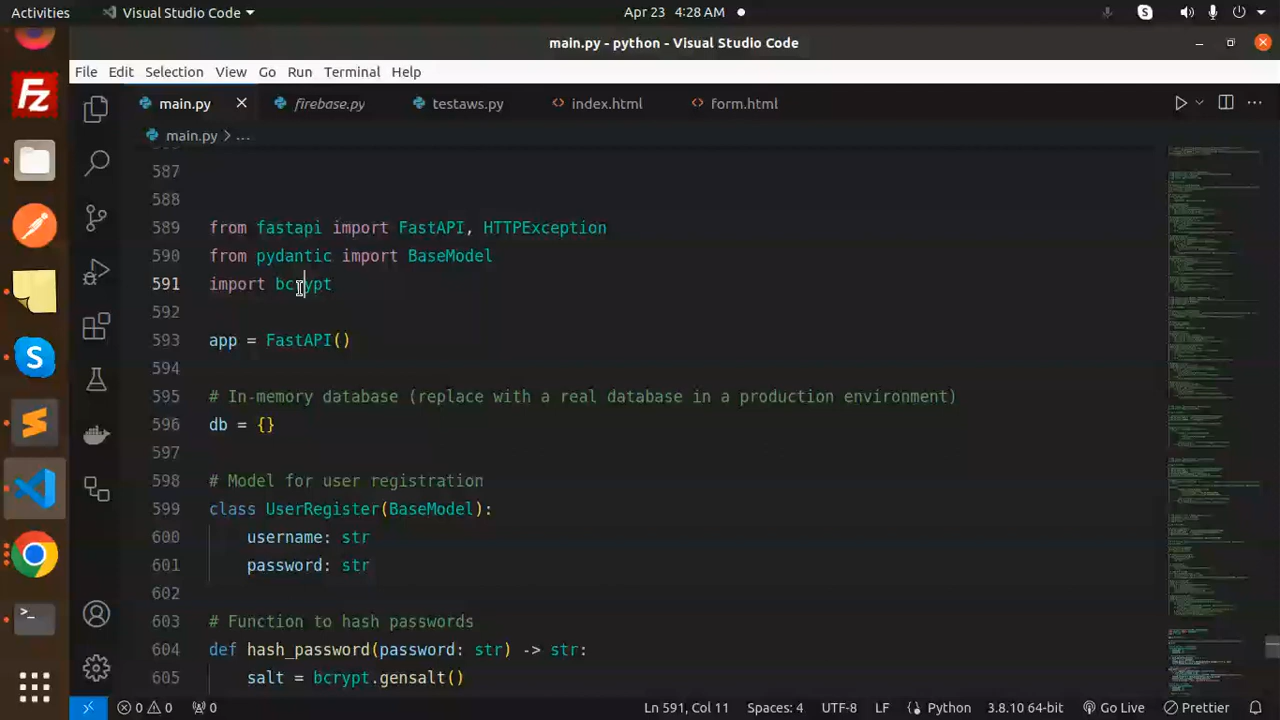 Activities
Visual Studio Code
Apr 23 4:28 AM
main.py - python - Visual Studio Code
File Edit Selection View Go Run Terminal Help
main.py firebase.py testaws.py index.html form.html
main.py > ...
587
588
589 from fastapi import FastAPI, HTTPException
590 from pydantic import BaseModel
591 import bcrypt
592
593 app = FastAPI()
594
595 # In-memory database (replace with a real database in a production environment)
596 db = {}
597
598 # Model for user registration
599 class UserRegister(BaseModel):
600 username: str
601 password: str
602
603 # Function to hash passwords
604 def hash_password(password: str) -> str:
605 salt = bcrypt.gensalt()
0 0 0 Ln 591, Col 11 Spaces: 4 UTF-8 LF Python 3.8.10 64-bit Go Live Prettier